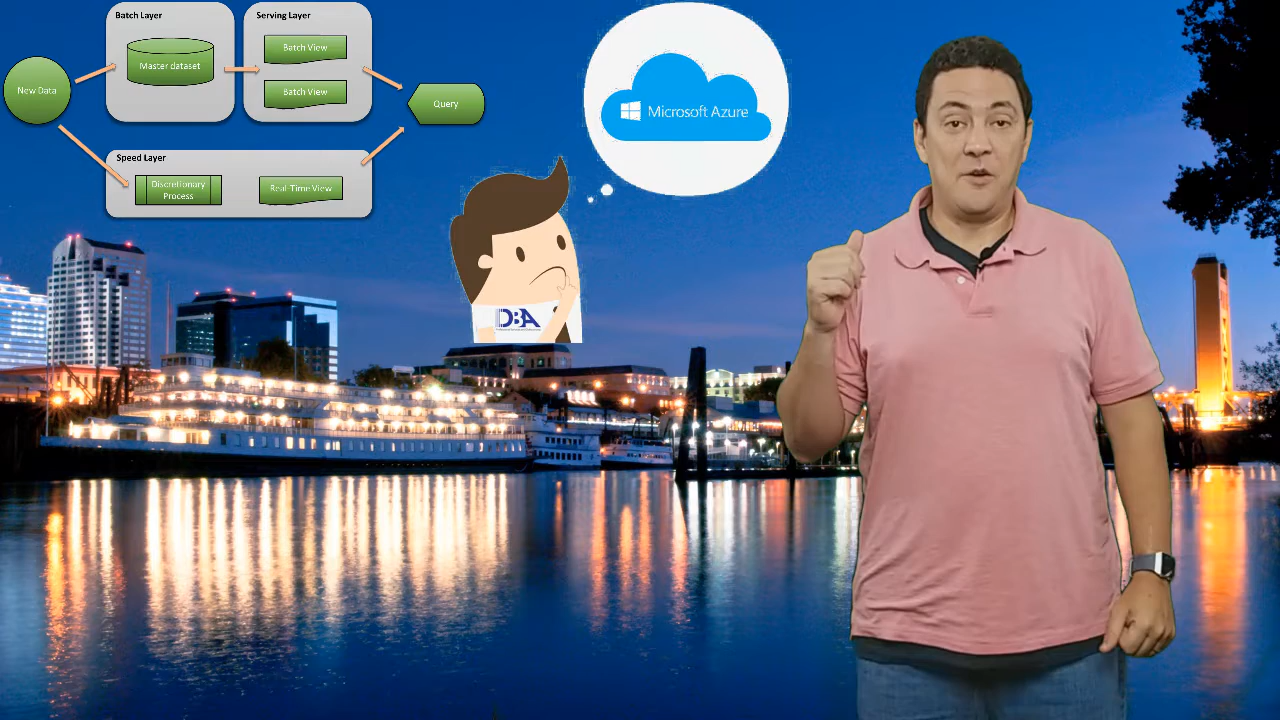 Batch Layer
Serving Layer
Batch View
Master dataset
New Data
Batch View
Query
Speed Layer
Discretionary
Process
Real-Time View
Microsoft Azure
DBA